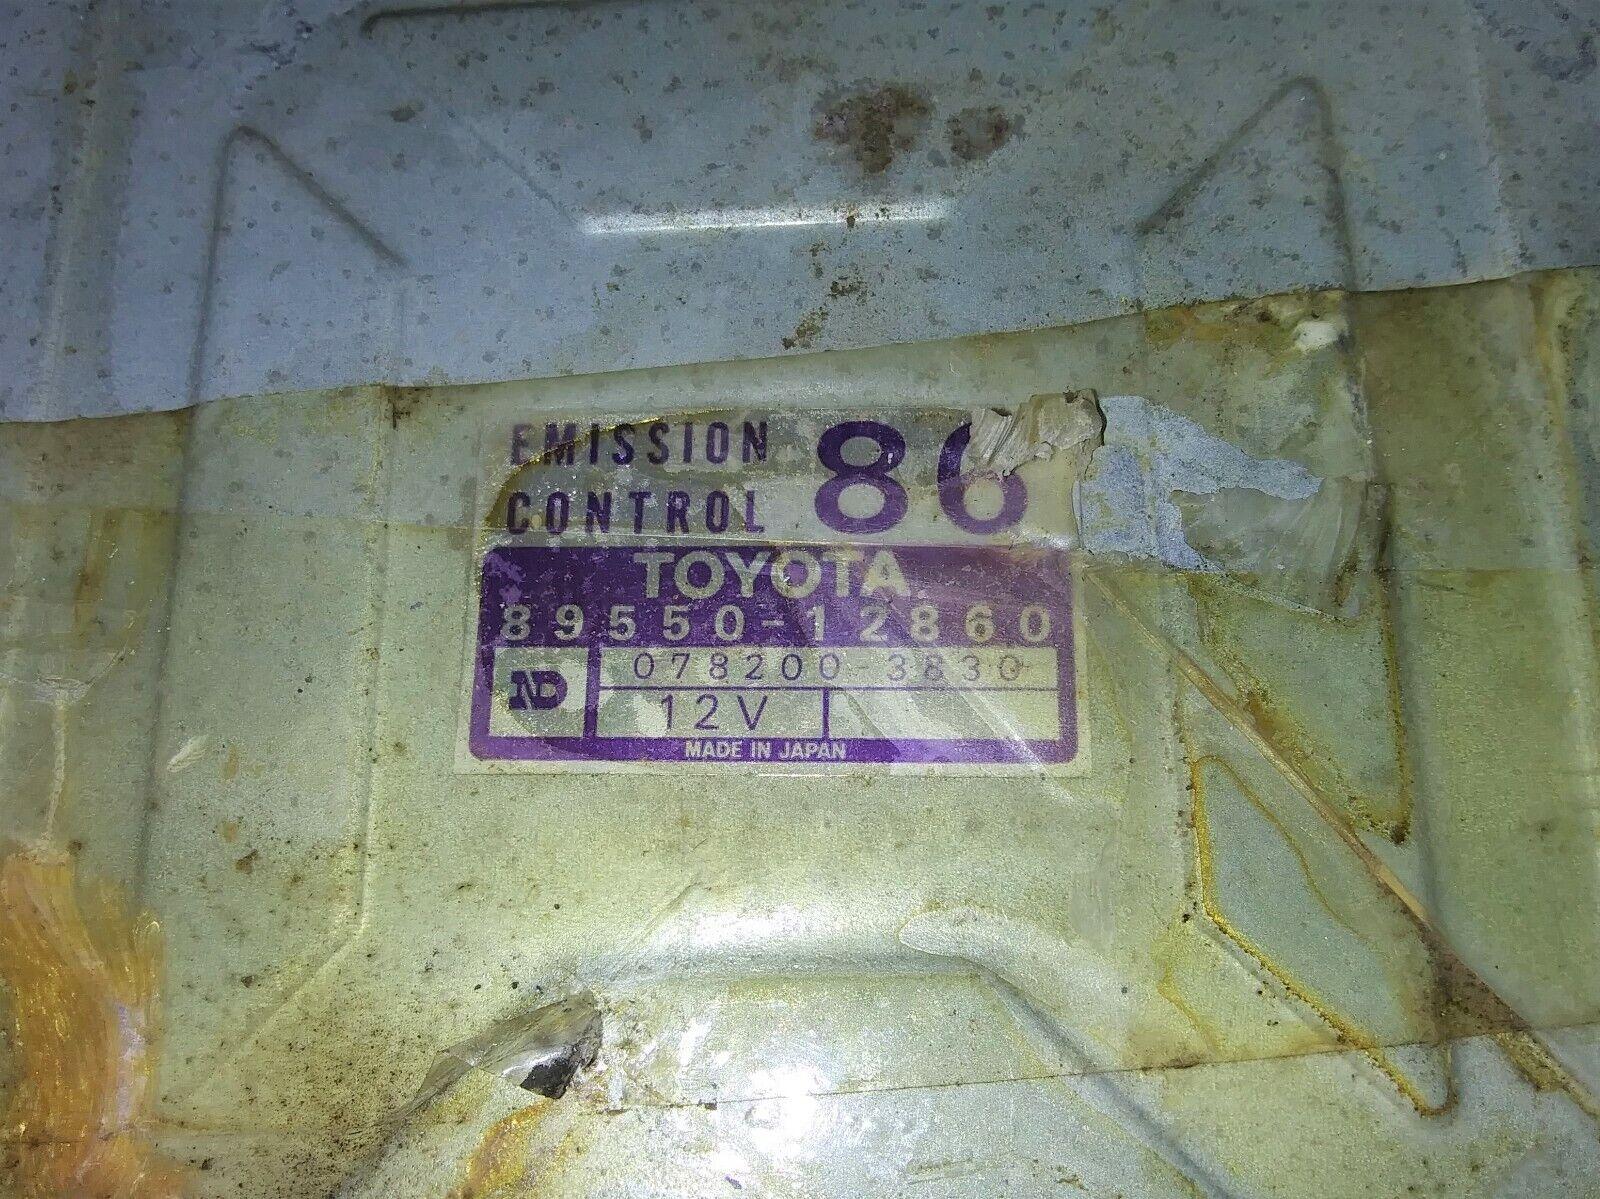 EMISSION
CONTROL 86
TOYOTA
89550-12860
ND 078200-3830
12V
MADE IN JAPAN